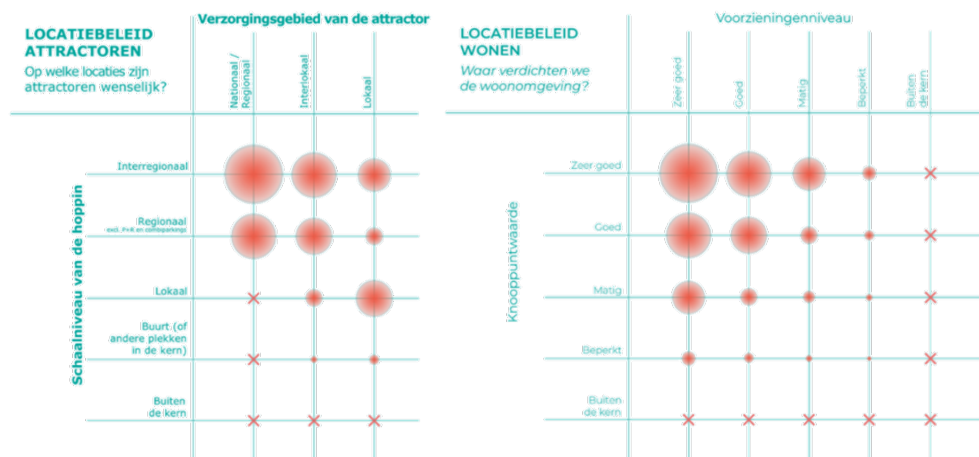 LOCATIEBELEID
ATTRACTOREN
Op welke locaties zijn
attractoren wenselijk?
Verzorgingsgebied van de attractor
Nationaal /
Regionaal
Interlokaal
Lokaal
Schaalniveau van de hoppin
Interregionaal
Regionaal
excl. P+R en combiparkings)
Lokaal
Buurt (of
andere plekken
in de kern)
Buiten
de kern
LOCATIEBELEID
WONEN
Waar verdichten we
de woonomgeving?
Voorzieningenniveau
Zeer goed
Goed
Matig
Beperkt
Buiten
de kern
Knooppuntwaarde
Zeer goed
Goed
Matig
Beperkt
Buiten
de kern